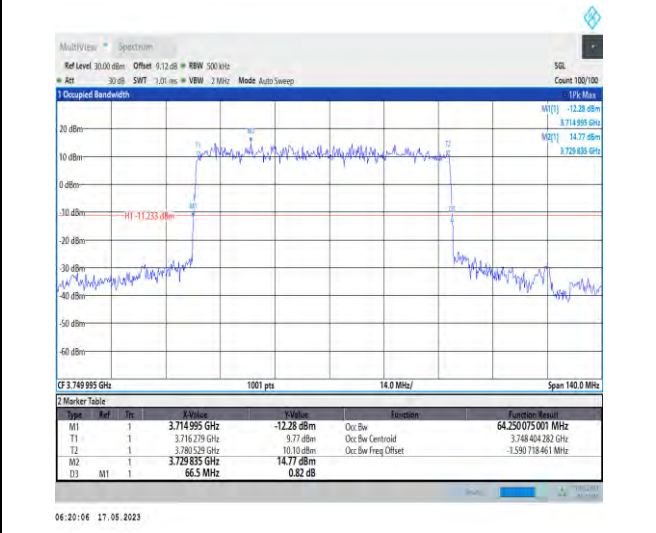 MultiView Spectrum
Ref Level 30.00 dBm Offset 9.12 dB RBW 500 kHz SGL
Att 30 dB SWT 1.01 ms VBW 2 MHz Mode Auto Sweep Count 100/100
1 Occupied Bandwidth 1Pk Max
M1[1] -12.28 dBm
3.714 995 GHz
20 dBm M2 M2[1] 14.77 dBm
T1 T2 3.729 835 GHz
10 dBm
0 dBm
M1 D3
-10 dBm H1 -11.233 dBm
-20 dBm
-30 dBm
-40 dBm
-50 dBm
-60 dBm
CF 3.749 995 GHz 1001 pts 14.0 MHz/ Span 140.0 MHz
2 Marker Table
Type Ref Trc X-Value Y-Value Function Function Result
M1 1 3.714 995 GHz -12.28 dBm Occ Bw 64.250 075 001 MHz
T1 1 3.716 279 GHz 9.77 dBm Occ Bw Centroid 3.748 404 282 GHz
T2 1 3.780 529 GHz 10.10 dBm Occ Bw Freq Offset -1.590 718 461 MHz
M2 1 3.729 835 GHz 14.77 dBm
D3 M1 1 66.5 MHz 0.82 dB
06:20:06 17.05.2023